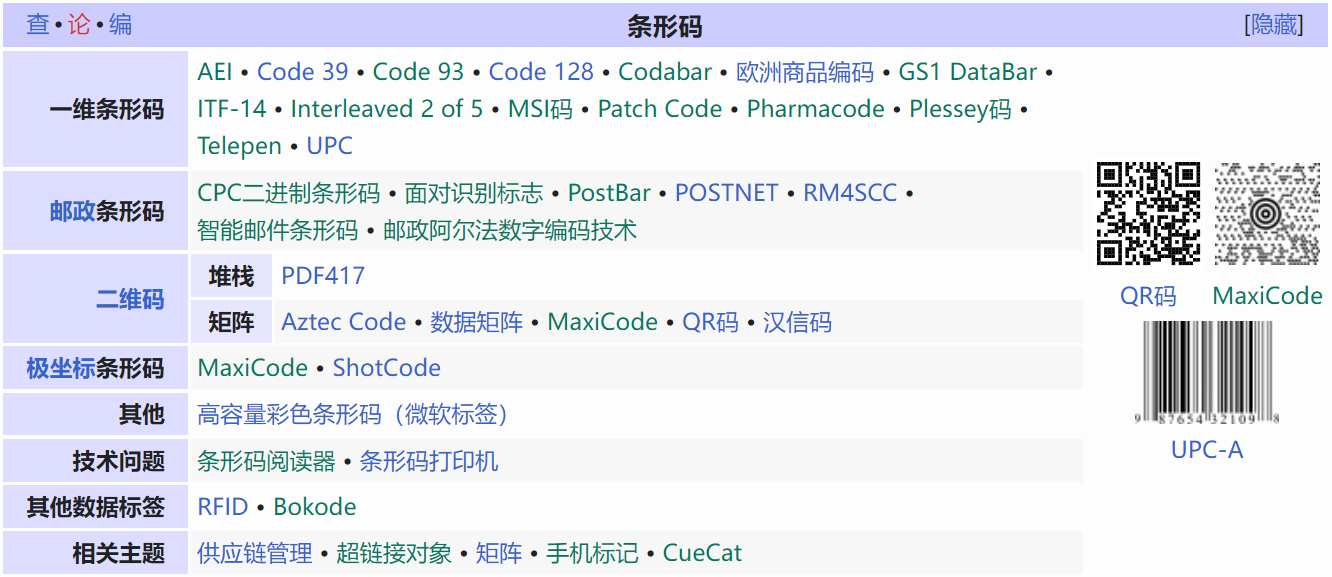 查 • 论 • 编
条形码
[隐藏]
一维条形码
AEI • Code 39 • Code 93 • Code 128 • Codabar • 欧洲商品编码 • GS1 DataBar •
ITF-14 • Interleaved 2 of 5 • MSI码 • Patch Code • Pharmacode • Plessey码 •
Telepen • UPC
邮政条形码
CPC二进制条形码 • 面对识别标志 • PostBar • POSTNET • RM4SCC •
智能邮件条形码 • 邮政阿尔法数字编码技术
二维码
堆栈
PDF417
矩阵
Aztec Code • 数据矩阵 • MaxiCode • QR码 • 汉信码
极坐标条形码
MaxiCode • ShotCode
其他
高容量彩色条形码（微软标签）
技术问题
条形码阅读器 • 条形码打印机
其他数据标签
RFID • Bokode
相关主题
供应链管理 • 超链接对象 • 矩阵 • 手机标记 • CueCat
QR码
MaxiCode
9 87654 32109 8
UPC-A